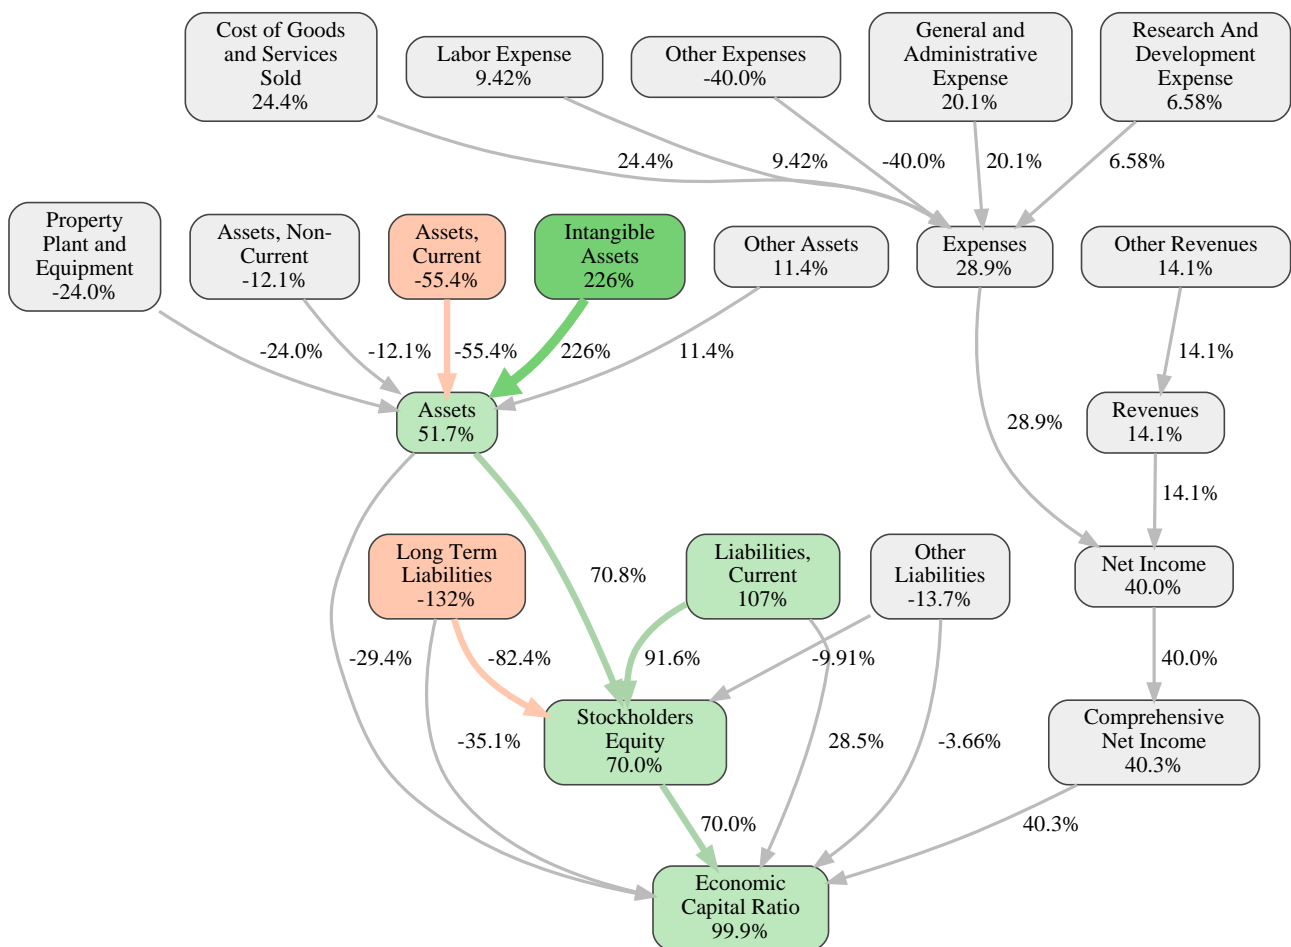 Cost of Goods
and Services
Sold
24.4%
Labor Expense
9.42%
Other Expenses
-40.0%
General and
Administrative
Expense
20.1%
Research And
Development
Expense
6.58%
24.4%
9.42%
-40.0%
20.1%
6.58%
Property
Plant and
Equipment
-24.0%
Assets, Non-
Current
-12.1%
Assets,
Current
-55.4%
Intangible
Assets
226%
Other Assets
11.4%
Expenses
28.9%
Other Revenues
14.1%
-24.0%
-12.1%
-55.4%
226%
11.4%
14.1%
Assets
51.7%
28.9%
Revenues
14.1%
14.1%
Long Term
Liabilities
-132%
70.8%
Liabilities,
Current
107%
Other
Liabilities
-13.7%
Net Income
40.0%
-29.4%
-82.4%
91.6%
-9.91%
40.0%
-35.1%
Stockholders
Equity
70.0%
28.5%
-3.66%
Comprehensive
Net Income
40.3%
70.0%
40.3%
Economic
Capital Ratio
99.9%